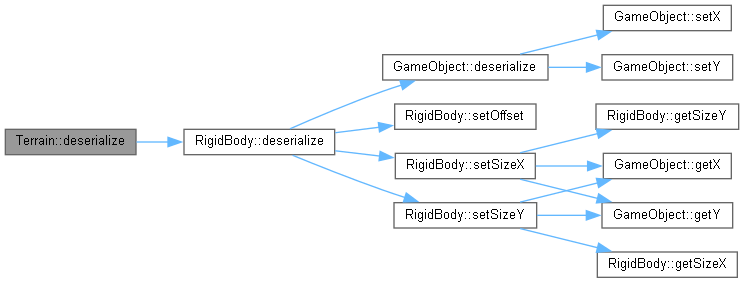 GameObject::setX
GameObject::deserialize
GameObject::setY
RigidBody::setOffset
RigidBody::getSizeY
Terrain::deserialize
RigidBody::deserialize
RigidBody::setSizeX
GameObject::getX
RigidBody::setSizeY
GameObject::getY
RigidBody::getSizeX